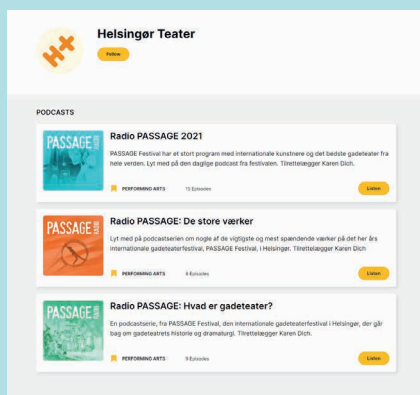 Helsingør Teater
Follow
PODCASTS
PASSAGE
Radio PASSAGE 2021
PASSAGE Festival har et stort program med internationale kunstnere og det bedste gadeteater fra
hele verden. Lyt med på den daglige podcast fra festivalen. Tilrettelægger Karen Dich.
PERFORMING ARTS
Episodes
Listen
PASSAGE
Radio PASSAGE: De store værker
Lyt med på podcastserien om nogle af de vigtigste og mest spændende værker på det her års
internationale gadeteaterfestival, PASSAGE Festival, i Helsingør. Tilrettelægger Karen Dich
PERFORMING ARTS
Episodes
Listen
PASSAGE
Radio PASSAGE: Hvad er gadeteater?
En podcastserie, fra PASSAGE Festival, den internationale gadeteaterfestival i Helsingør, der går
bag om gadeteatrets historie og dramaturgi. Tilrettelægger Karen Dich.
PERFORMING ARTS
9 Episodes
Listen